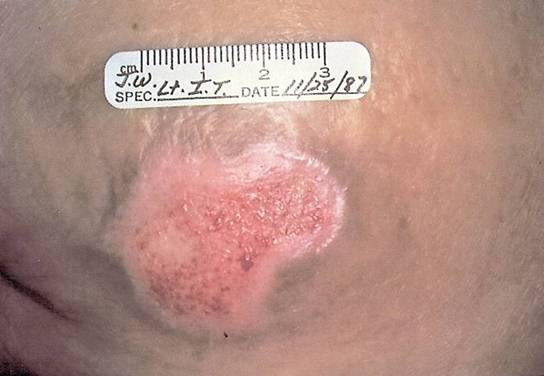 cm 1 2 3
J.W. Lt. I.T. 
SPEC. DATE 11/25/87